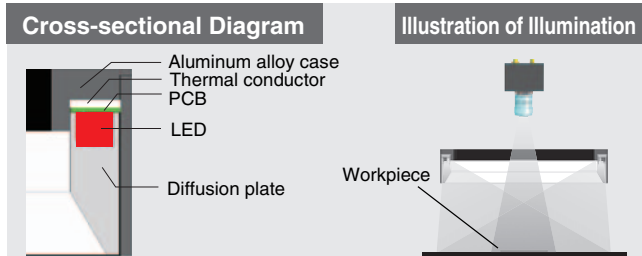 Cross-sectional Diagram
Aluminum alloy case
Thermal conductor
PCB
LED
Diffusion plate
Illustration of Illumination
Workpiece